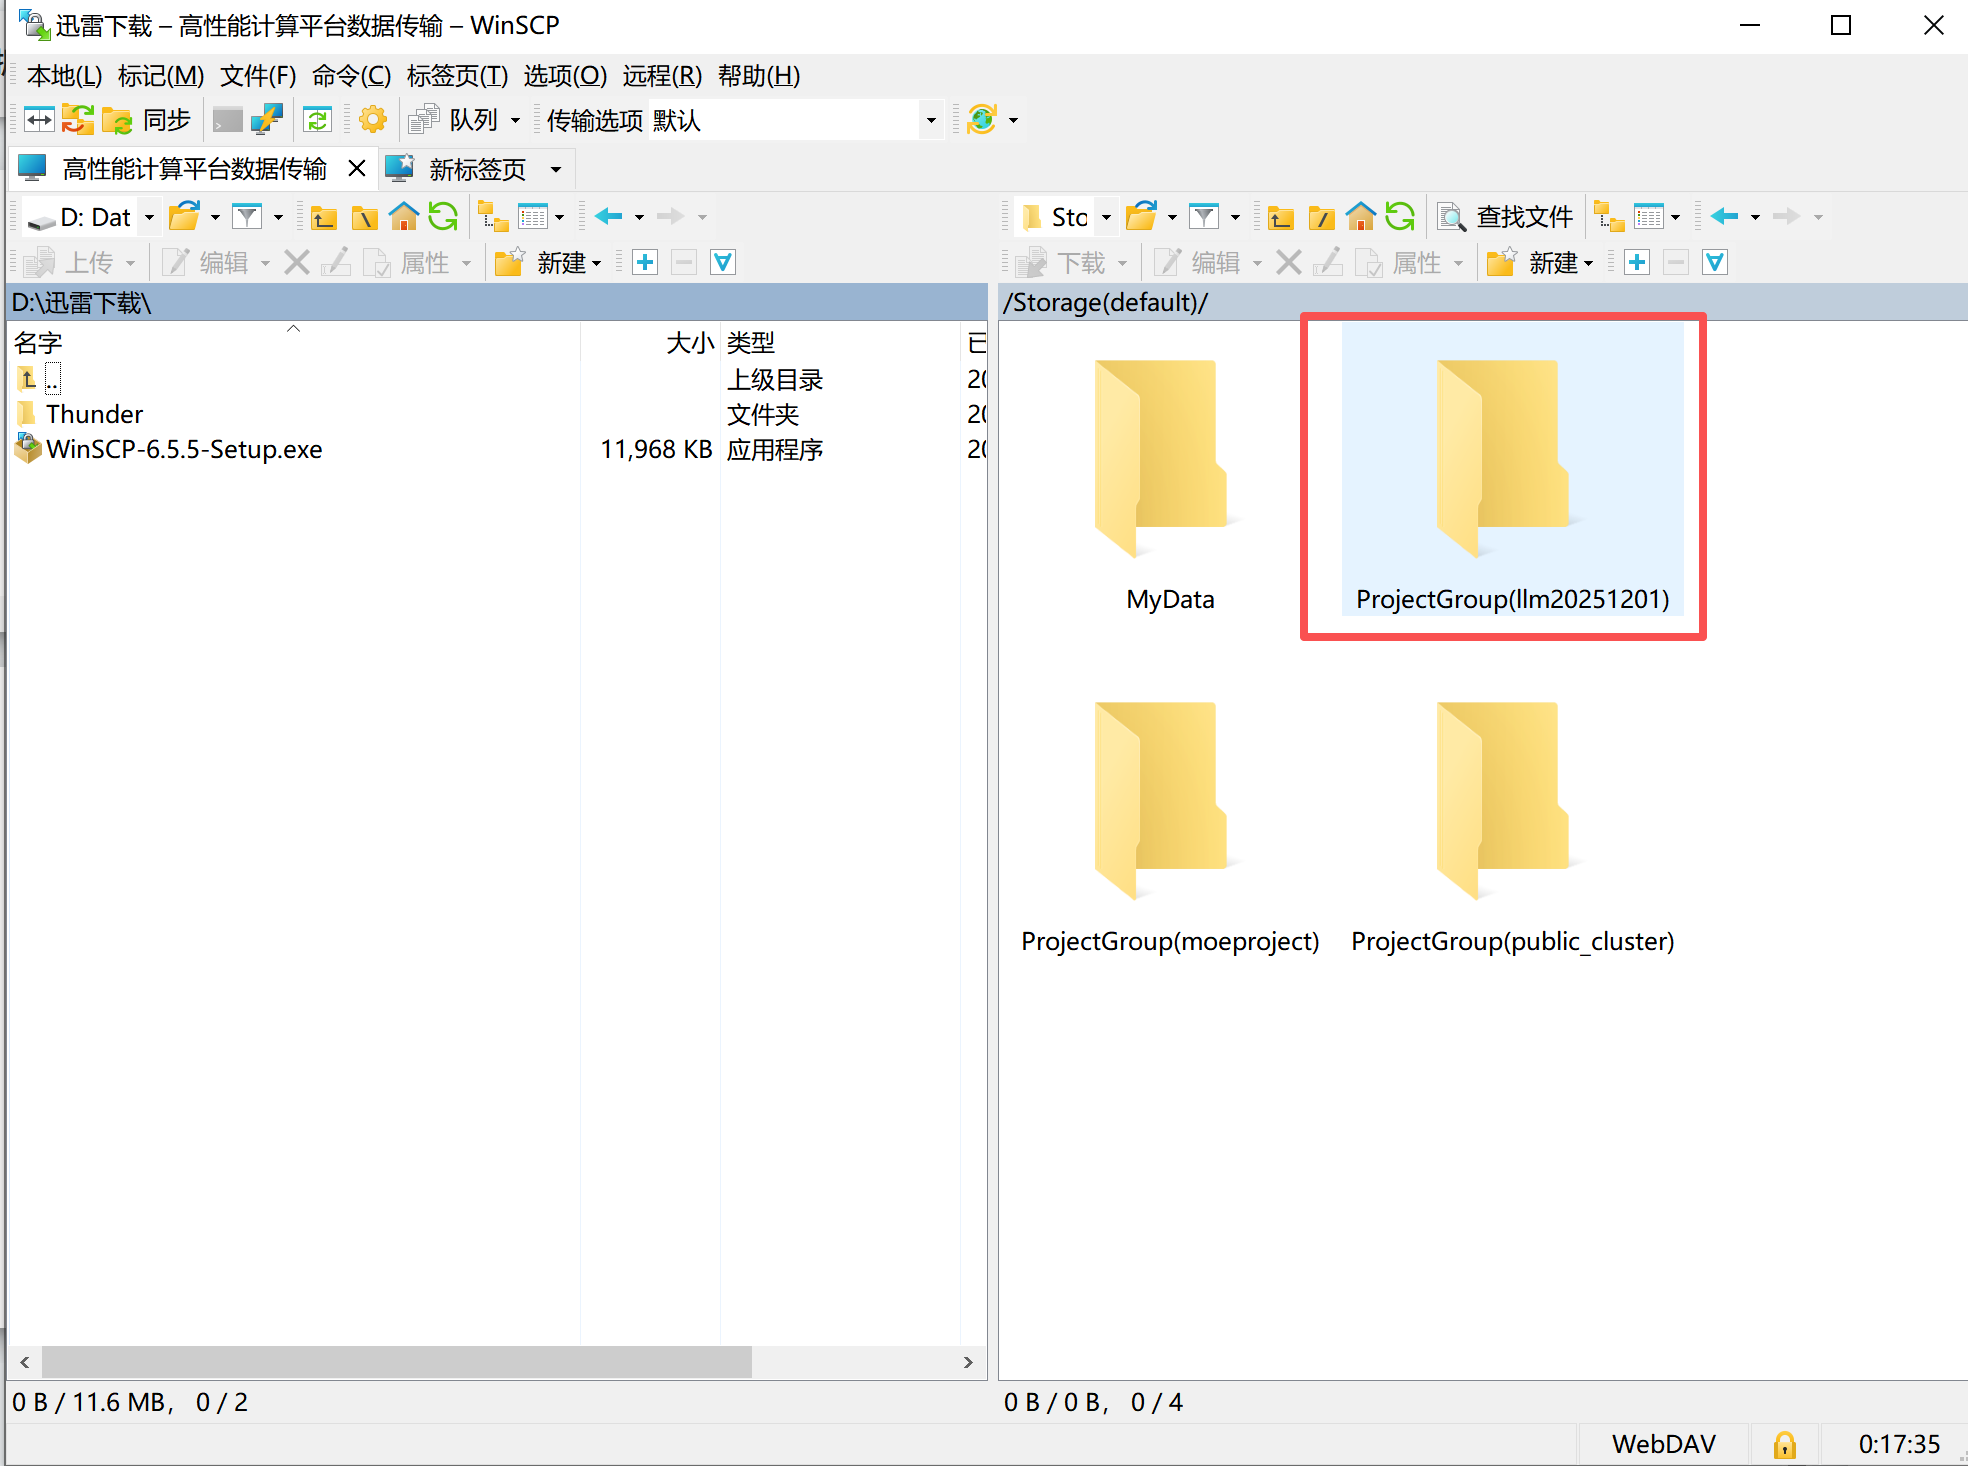 迅雷下载 – 高性能计算平台数据传输 – WinSCP
本地(L) 标记(M) 文件(F) 命令(C) 标签页(T) 选项(O) 远程(R) 帮助(H)
同步 队列 传输选项 默认
高性能计算平台数据传输 新标签页
D: Dat
上传 编辑 属性 新建
D:\迅雷下载\
名字 大小 类型 已
.. 上级目录 20
Thunder 文件夹 20
WinSCP-6.5.5-Setup.exe 11,968 KB 应用程序 20
0 B / 11.6 MB, 0 / 2
Sto 查找文件
下载 编辑 属性 新建
/Storage(default)/
MyData
ProjectGroup(llm20251201)
ProjectGroup(moeproject)
ProjectGroup(public_cluster)
0 B / 0 B, 0 / 4
WebDAV 0:17:35